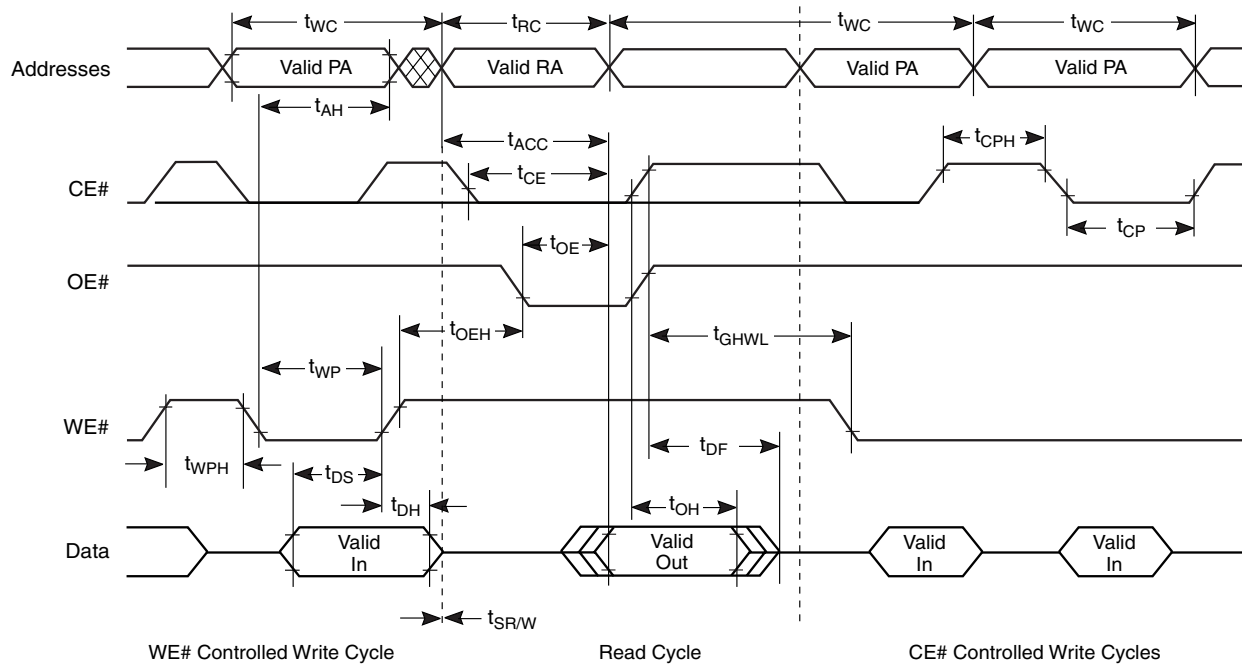 tWC tRC tWC tWC
Addresses Valid PA Valid RA Valid PA Valid PA
tAH
tACC tCPH
CE# tCE
tOE tCP
OE#
tOEH tGHWL
tWP
WE#
tWPH tDS tDF
tDH tOH
Data Valid In Valid Out Valid In Valid In
tSR/W
WE# Controlled Write Cycle Read Cycle CE# Controlled Write Cycles